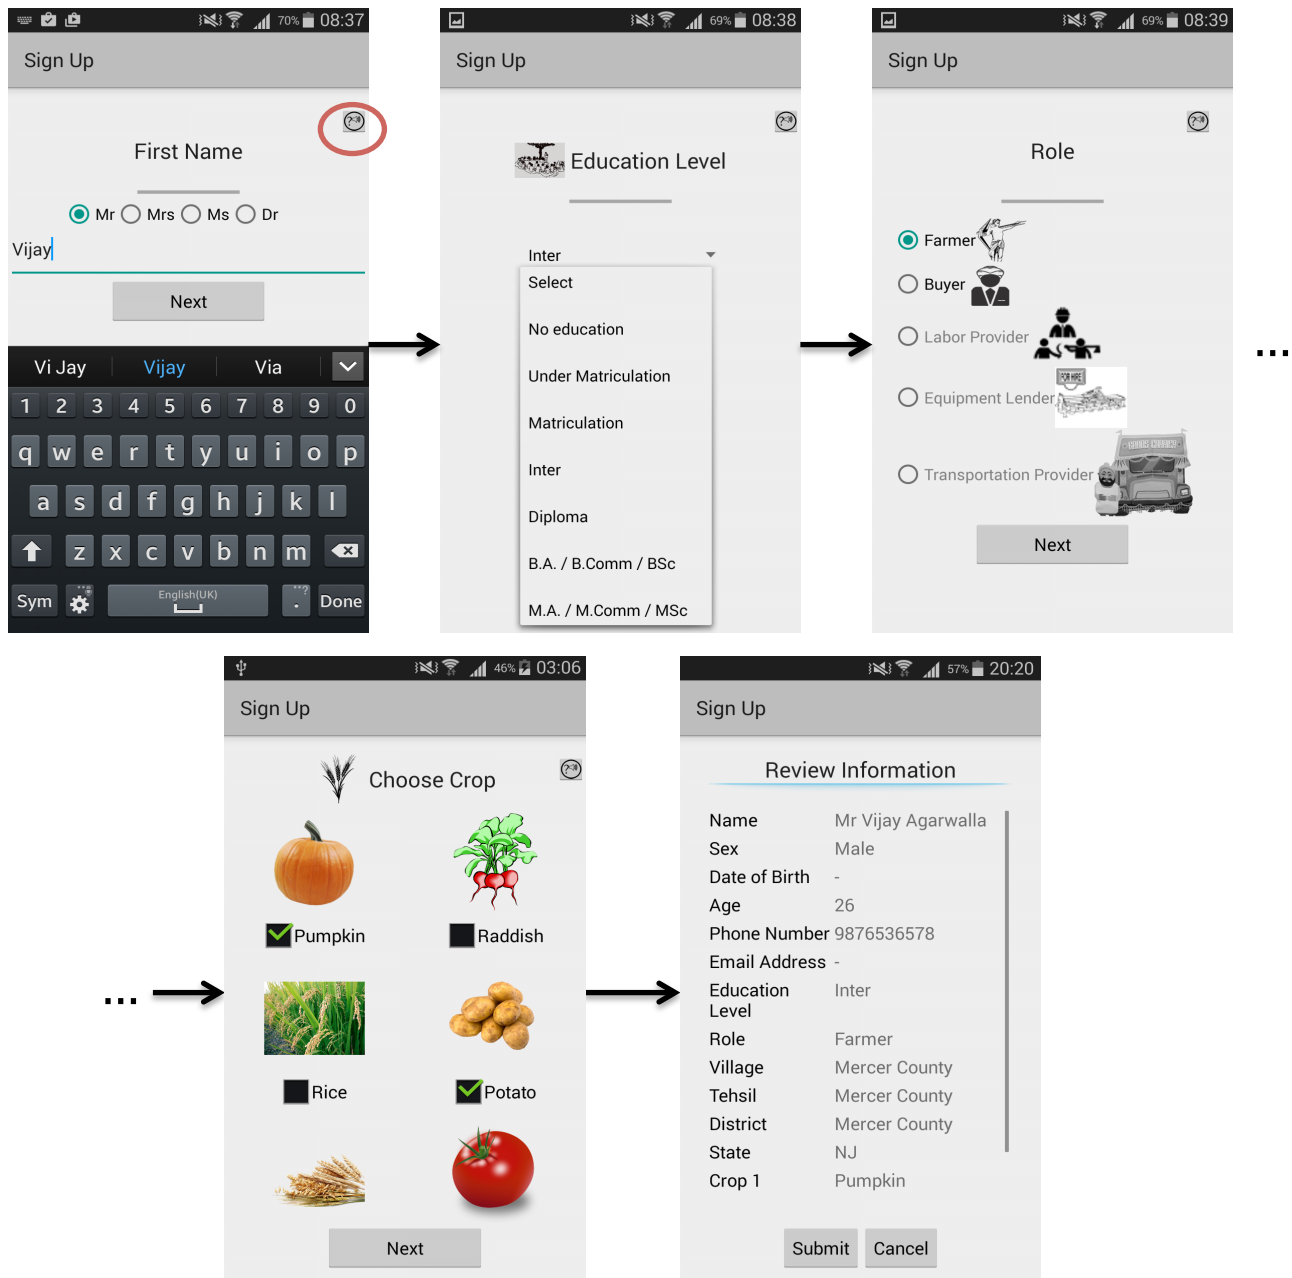 70% 08:37
Sign Up
First Name
Mr Mrs Ms Dr
Vijay
Next
Vi Jay Vijay Via
1 2 3 4 5 6 7 8 9 0
q w e r t y u i o p
a s d f g h j k l
z x c v b n m
English(UK)
Sym . Done
69% 08:38
Sign Up
Education Level
Inter
Select
No education
Under Matriculation
Matriculation
Inter
Diploma
B.A. / B.Comm / BSc
M.A. / M.Comm / MSc
69% 08:39
Sign Up
Role
Farmer
Buyer
Labor Provider
FOR HIRE
Equipment Lender
Transportation Provider
Next
...
...
46% 03:06
Sign Up
Choose Crop
Pumpkin Raddish
Rice Potato
Next
57% 20:20
Sign Up
Review Information
Name Mr Vijay Agarwalla
Sex Male
Date of Birth -
Age 26
Phone Number 9876536578
Email Address -
Education Inter
Level
Role Farmer
Village Mercer County
Tehsil Mercer County
District Mercer County
State NJ
Crop 1 Pumpkin
Submit Cancel